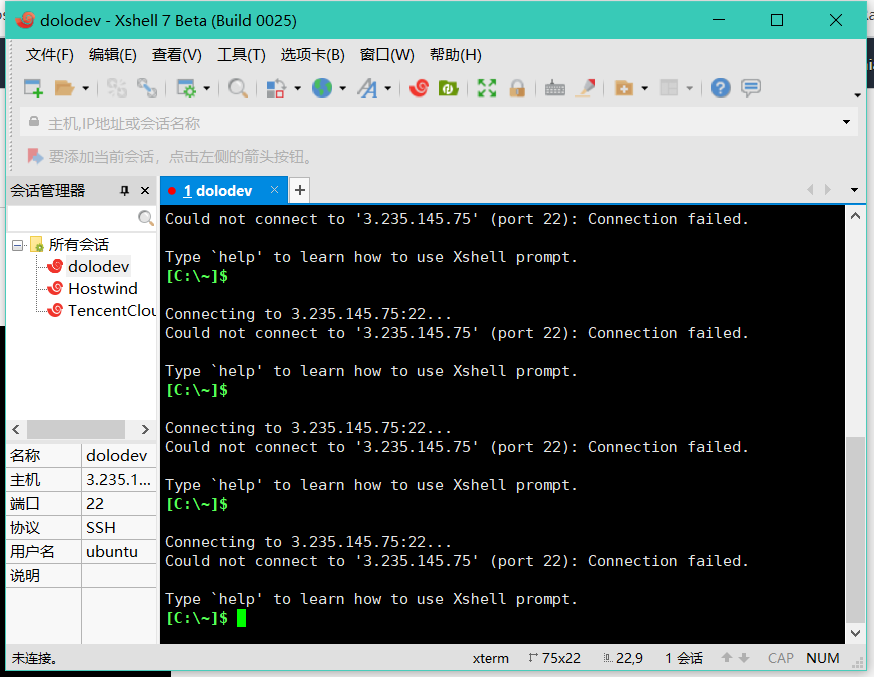 dolodev - Xshell 7 Beta (Build 0025)
文件(F) 编辑(E) 查看(V) 工具(T) 选项卡(B) 窗口(W) 帮助(H)
主机,IP地址或会话名称
要添加当前会话，点击左侧的箭头按钮。
会话管理器
1 dolodev
所有会话
dolodev
Hostwind
TencentClou
名称 dolodev
主机 3.235.1...
端口 22
协议 SSH
用户名 ubuntu
说明
Could not connect to '3.235.145.75' (port 22): Connection failed.
Type `help' to learn how to use Xshell prompt.
[C:\~]$
Connecting to 3.235.145.75:22...
Could not connect to '3.235.145.75' (port 22): Connection failed.
Type `help' to learn how to use Xshell prompt.
[C:\~]$
Connecting to 3.235.145.75:22...
Could not connect to '3.235.145.75' (port 22): Connection failed.
Type `help' to learn how to use Xshell prompt.
[C:\~]$
Connecting to 3.235.145.75:22...
Could not connect to '3.235.145.75' (port 22): Connection failed.
Type `help' to learn how to use Xshell prompt.
[C:\~]$
未连接。 xterm 75x22 22,9 1 会话 CAP NUM